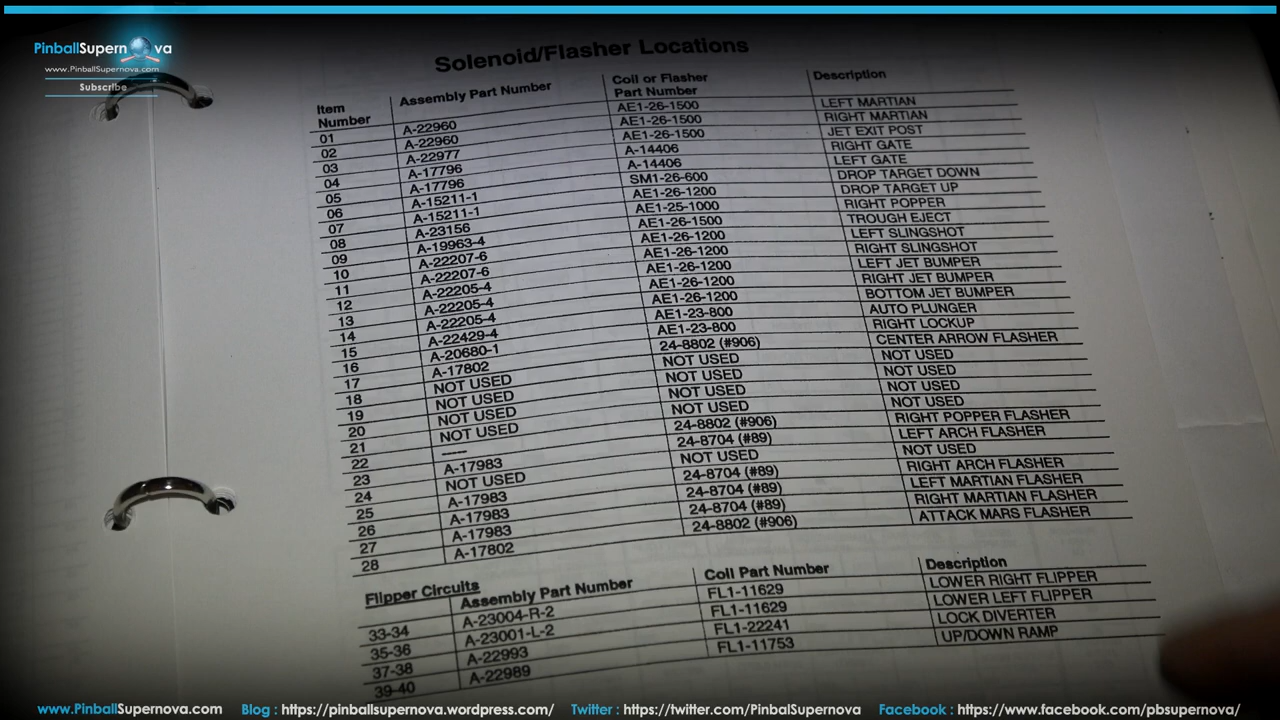 PinballSupernova
www.PinballSupernova.com
Subscribe
Solenoid/Flasher Locations
Item Number Assembly Part Number Coil or Flasher Part Number Description
01 A-22960 AE1-26-1500 LEFT MARTIAN
02 A-22960 AE1-26-1500 RIGHT MARTIAN
03 A-22977 AE1-26-1500 JET EXIT POST
04 A-17796 A-14406 RIGHT GATE
05 A-17796 A-14406 LEFT GATE
06 A-15211-1 SM1-26-600 DROP TARGET DOWN
07 A-15211-1 AE1-26-1200 DROP TARGET UP
08 A-23156 AE1-25-1000 RIGHT POPPER
09 A-19963-4 AE1-26-1500 TROUGH EJECT
10 A-22207-6 AE1-26-1200 LEFT SLINGSHOT
11 A-22207-6 AE1-26-1200 RIGHT SLINGSHOT
12 A-22205-4 AE1-26-1200 LEFT JET BUMPER
13 A-22205-4 AE1-26-1200 RIGHT JET BUMPER
14 A-22205-4 AE1-26-1200 BOTTOM JET BUMPER
15 A-22429-4 AE1-23-800 AUTO PLUNGER
16 A-20680-1 AE1-23-800 RIGHT LOCKUP
17 A-17802 24-8802 (#906) CENTER ARROW FLASHER
18 NOT USED NOT USED NOT USED
19 NOT USED NOT USED NOT USED
20 NOT USED NOT USED NOT USED
21 NOT USED NOT USED NOT USED
22 ----- 24-8802 (#906) RIGHT POPPER FLASHER
23 A-17983 24-8704 (#89) LEFT ARCH FLASHER
24 NOT USED NOT USED NOT USED
25 A-17983 24-8704 (#89) RIGHT ARCH FLASHER
26 A-17983 24-8704 (#89) LEFT MARTIAN FLASHER
27 A-17983 24-8704 (#89) RIGHT MARTIAN FLASHER
28 A-17802 24-8802 (#906) ATTACK MARS FLASHER
Flipper Circuits Assembly Part Number Coil Part Number Description
33-34 A-23004-R-2 FL1-11629 LOWER RIGHT FLIPPER
35-36 A-23001-L-2 FL1-11629 LOWER LEFT FLIPPER
37-38 A-22993 FL1-22241 LOCK DIVERTER
39-40 A-22989 FL1-11753 UP/DOWN RAMP
www.PinballSupernova.com Blog : https://pinballsupernova.wordpress.com/ Twitter : https://twitter.com/PinbalSupernova Facebook : https://www.facebook.com/pbsupernova/